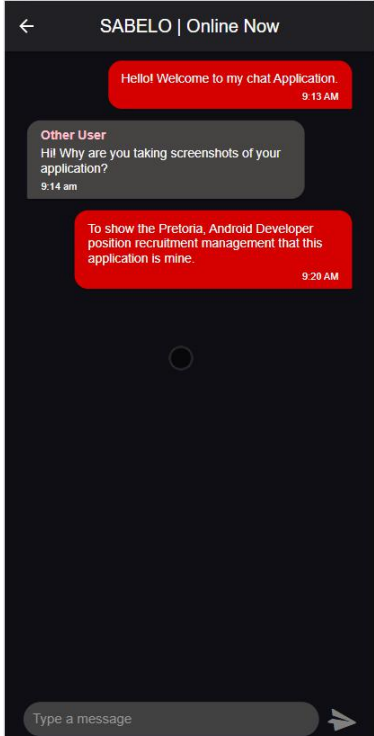 SABELO | Online Now
Hello! Welcome to my chat Application.
9:13 AM
Other User
Hi! Why are you taking screenshots of your
application?
9:14 am
To show the Pretoria, Android Developer
position recruitment management that this
application is mine.
9:20 AM
Type a message